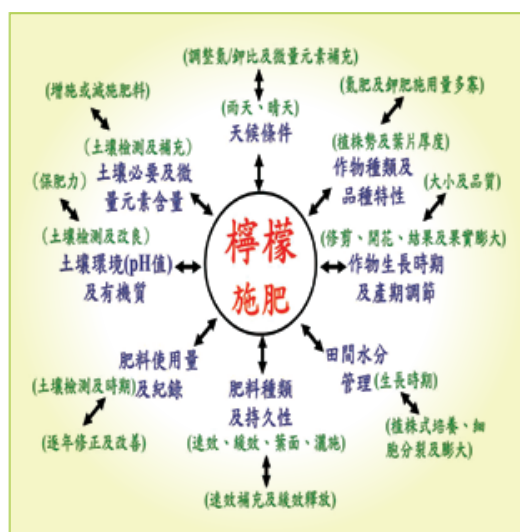 (調整氮/鉀比及微量元素補充)
(增施或減施肥料)
(氮肥及鉀肥施用量多寡)
(雨天、晴天)
天候條件
(土壤檢測及補充)
土壤必要及微
量元素含量
(植株勢及葉片厚度)
作物種類及
品種特性
(保肥力)
(大小及品質)
(土壤檢測及改良)
土壤環境(pH值)
及有機質
檸檬
施肥
(修剪、開花、結果及果實膨大)
作物生長時期
及產期調節
肥料使用量
及紀錄
(土壤檢測及時期)
肥料種類
及持久性
田間水分
管理(生長時期)
(速效、緩效、葉面、灑施)
(逐年修正及改善)
(植株式培養、細
胞分裂及膨大)
(速效補充及緩效釋放)